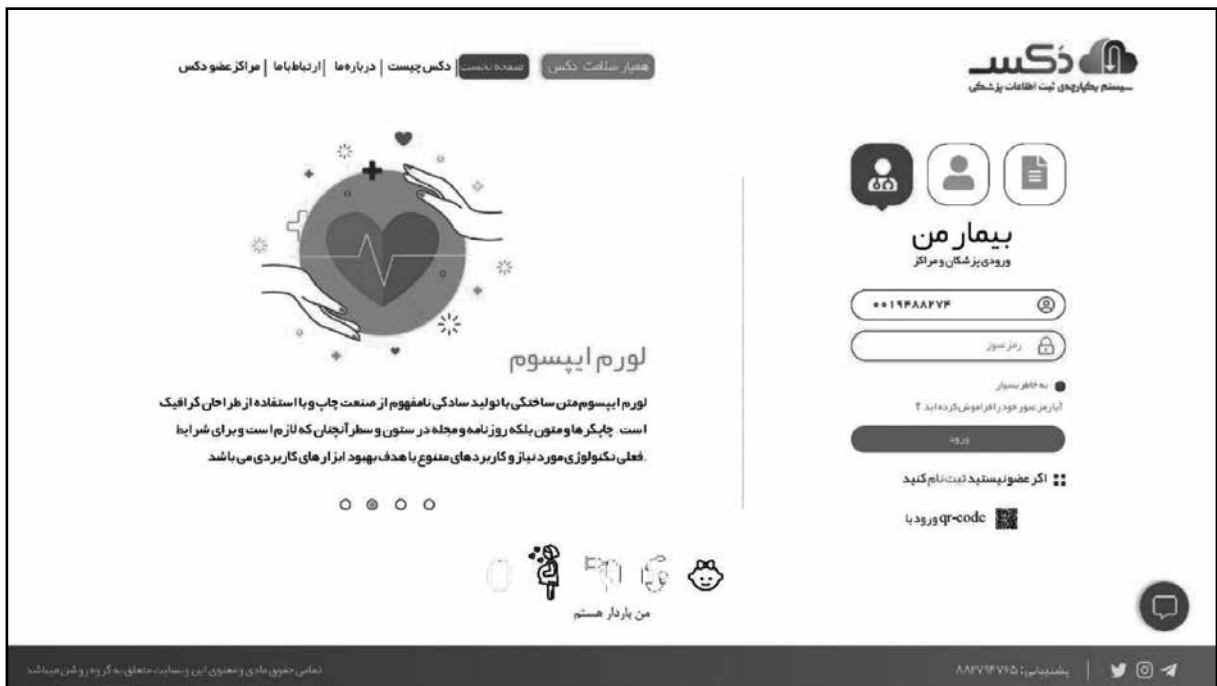 دُکس
سیستم یکپارچه‌ی ثبت اطلاعات پزشکی
همیار سلامت دکس
صفحه نخست | دکس چیست | درباره‌ما | ارتباط‌باما | مراکز عضو دکس
بیمار من
ورودی پزشکان و مراکز
۰۰۱۹۴۸۸۲۷۴
رمز عبور
به خاطر بسپار
آیا رمز عبور خود را فراموش کرده اید ؟
ورود
اگر عضو نیستید ثبت نام کنید
ورود با qr-code
لورم ایپسوم
لورم ایپسوم متن ساختگی با تولید سادگی نامفهوم از صنعت چاپ و با استفاده از طراحان گرافیک
است. چاپگرها و متون بلکه روزنامه و مجله در ستون و سطرآنچنان که لازم است و برای شرایط
فعلی تکنولوژی مورد نیاز و کاربردهای متنوع با هدف بهبود ابزارهای کاربردی می باشد.
من باردار هستم
پشتیبانی: ۸۸۲۷۹۴۷۶۵
تمامی حقوق مادی و معنوی این وبسایت متعلق به گروه روشن میباشد